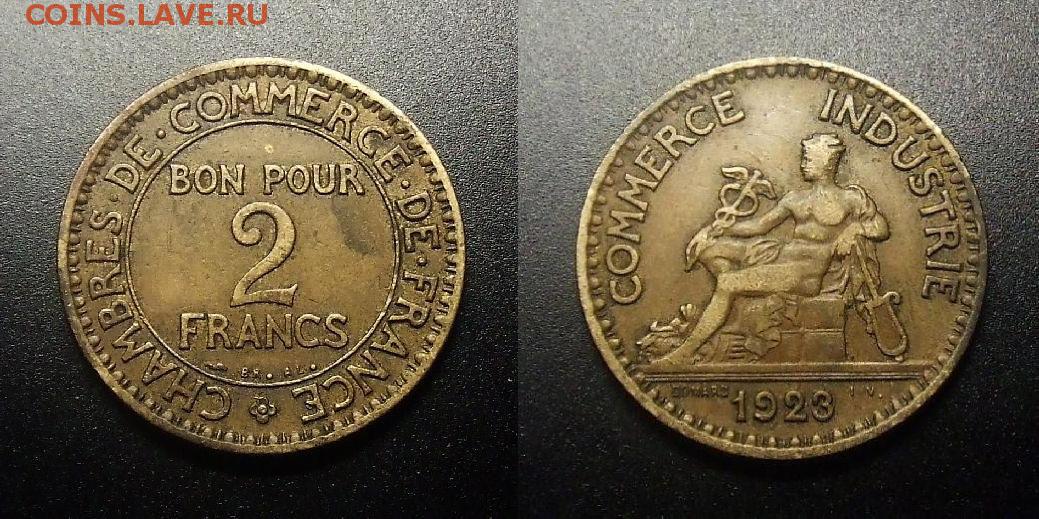 COINS.LAVE.RU
CHAMBRES · DE · COMMERCE · DE · FRANCE
BON POUR
2
FRANCS
COMMERCE INDUSTRIE
1923